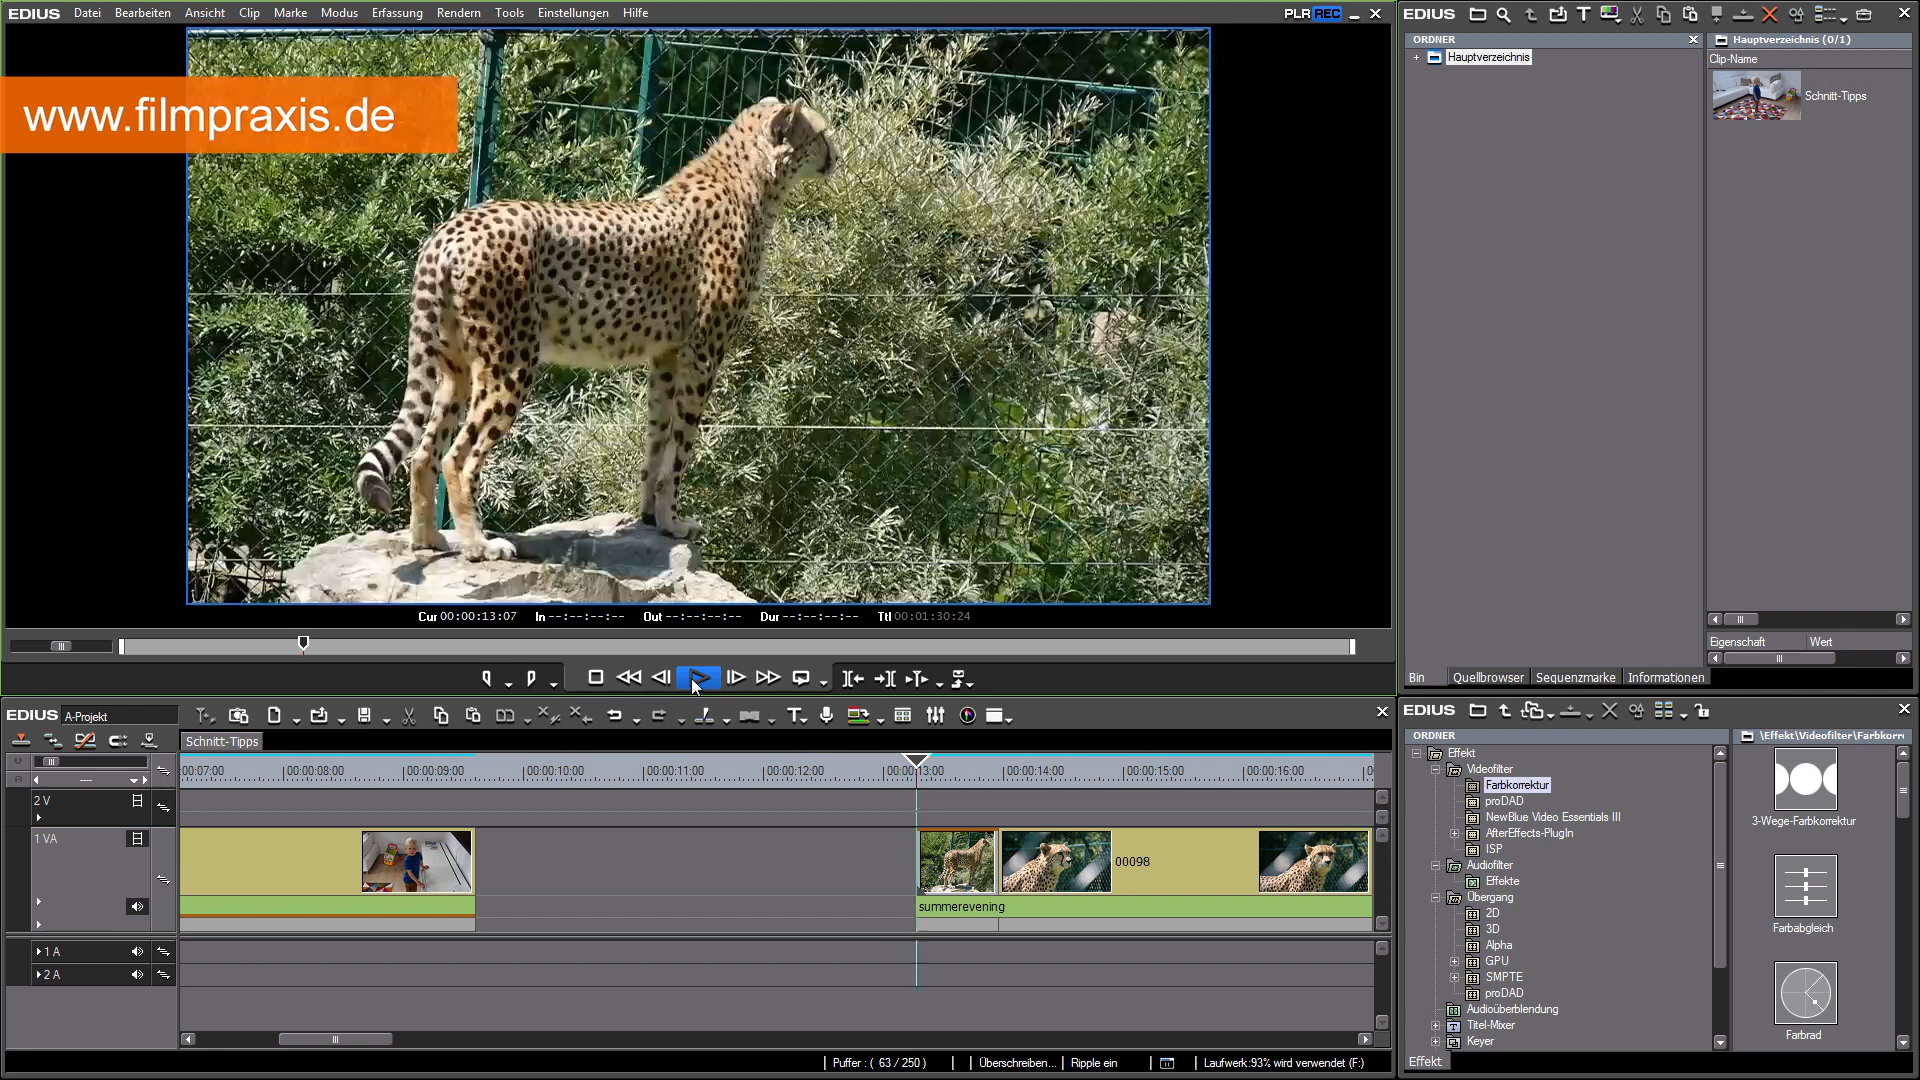 EDIUS Datei Bearbeiten Ansicht Clip Marke Modus Erfassung Rendern Tools Einstellungen Hilfe PLR REC
www.filmpraxis.de
Cur 00:00:13:07 In --:--:--:-- Out --:--:--:-- Dur --:--:--:-- Ttl 00:01:30:24
EDIUS
ORDNER
Hauptverzeichnis
Hauptverzeichnis (0/1)
Clip-Name
Schnitt-Tipps
Eigenschaft Wert
Bin Quellbrowser Sequenzmarke Informationen
EDIUS A-Projekt
Schnitt-Tipps
:00:07:00 00:00:08:00 00:00:09:00 00:00:10:00 00:00:11:00 00:00:12:00 00:00:13:00 00:00:14:00 00:00:15:00 00:00:16:00
2 V
1 VA
00098
summerevening
1 A
2 A
Puffer : ( 63 / 250 ) Überschreiben... Ripple ein Laufwerk:93% wird verwendet (F:)
EDIUS
ORDNER
Effekt
Videofilter
Farbkorrektur
proDAD
NewBlue Video Essentials III
AfterEffects-PlugIn
ISP
Audiofilter
Effekte
Übergang
2D
3D
Alpha
GPU
SMPTE
proDAD
Audioüberblendung
Titel-Mixer
Keyer
Effekt
\Effekt\Videofilter\Farbkorr
3-Wege-Farbkorrektur
Farbabgleich
Farbrad